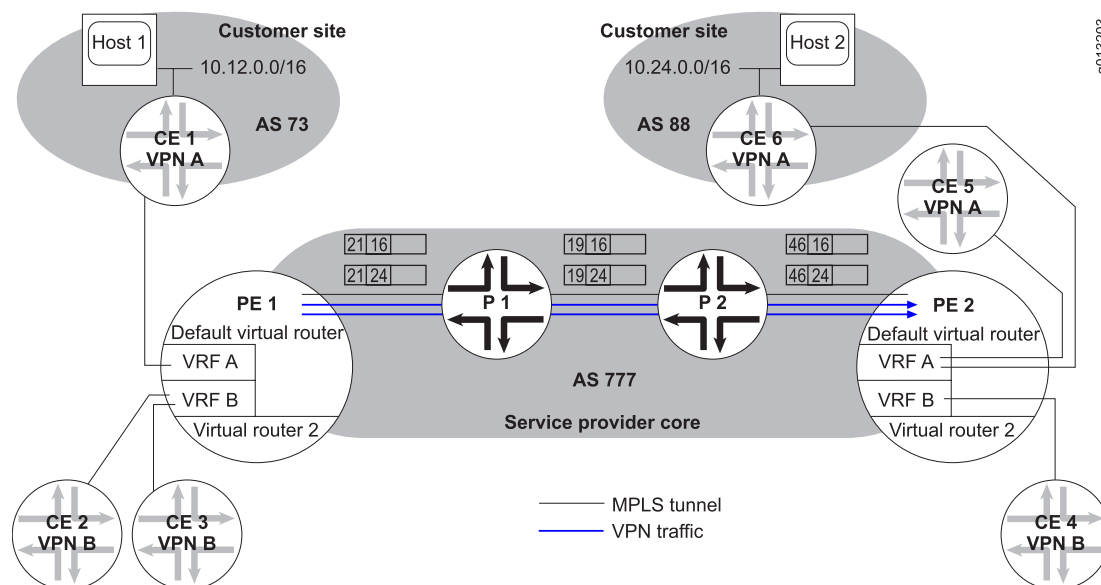 Host 1
Customer site
10.12.0.0/16
AS 73
CE 1
VPN A
Customer site
Host 2
10.24.0.0/16
AS 88
CE 6
VPN A
CE 5
VPN A
21 16
19 16
46 16
21 24
19 24
46 24
PE 1
P 1
P 2
PE 2
Default virtual router
Default virtual router
VRF A
VRF A
AS 777
VRF B
VRF B
Service provider core
Virtual router 2
Virtual router 2
CE 2
VPN B
CE 3
VPN B
MPLS tunnel
VPN traffic
CE 4
VPN B